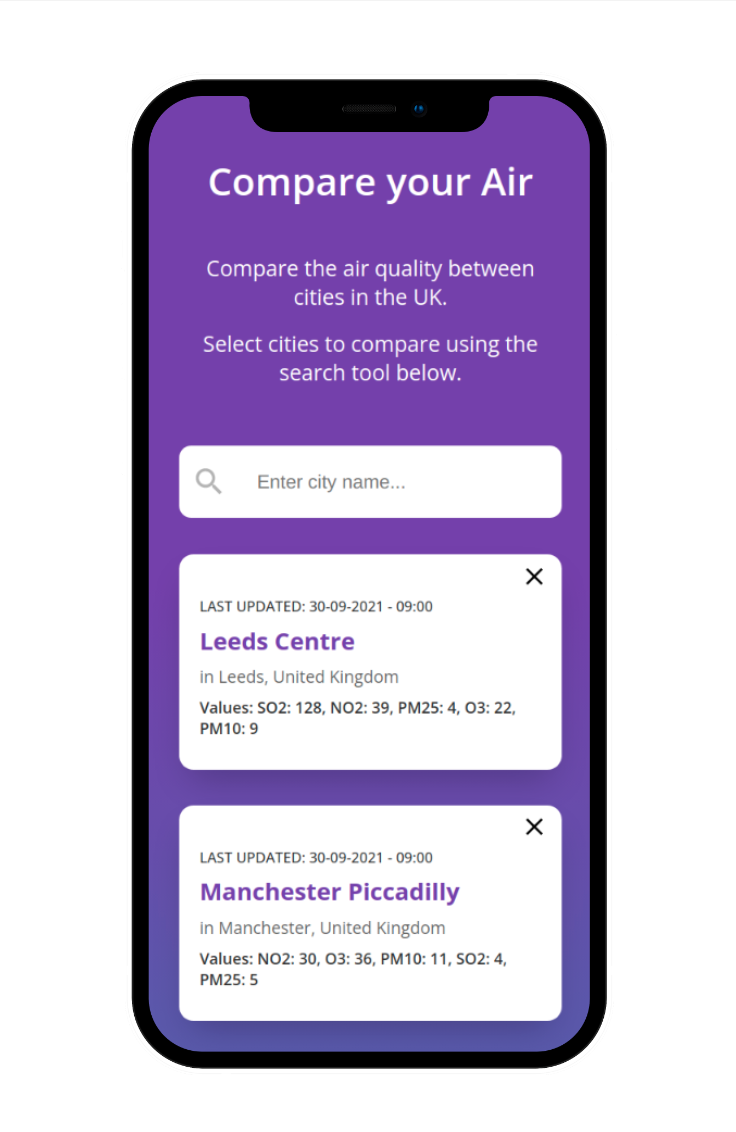 Compare your Air
Compare the air quality between
cities in the UK.
Select cities to compare using the
search tool below.
Enter city name...
LAST UPDATED: 30-09-2021 - 09:00
Leeds Centre
in Leeds, United Kingdom
Values: SO2: 128, NO2: 39, PM25: 4, O3: 22,
PM10: 9
LAST UPDATED: 30-09-2021 - 09:00
Manchester Piccadilly
in Manchester, United Kingdom
Values: NO2: 30, O3: 36, PM10: 11, SO2: 4,
PM25: 5